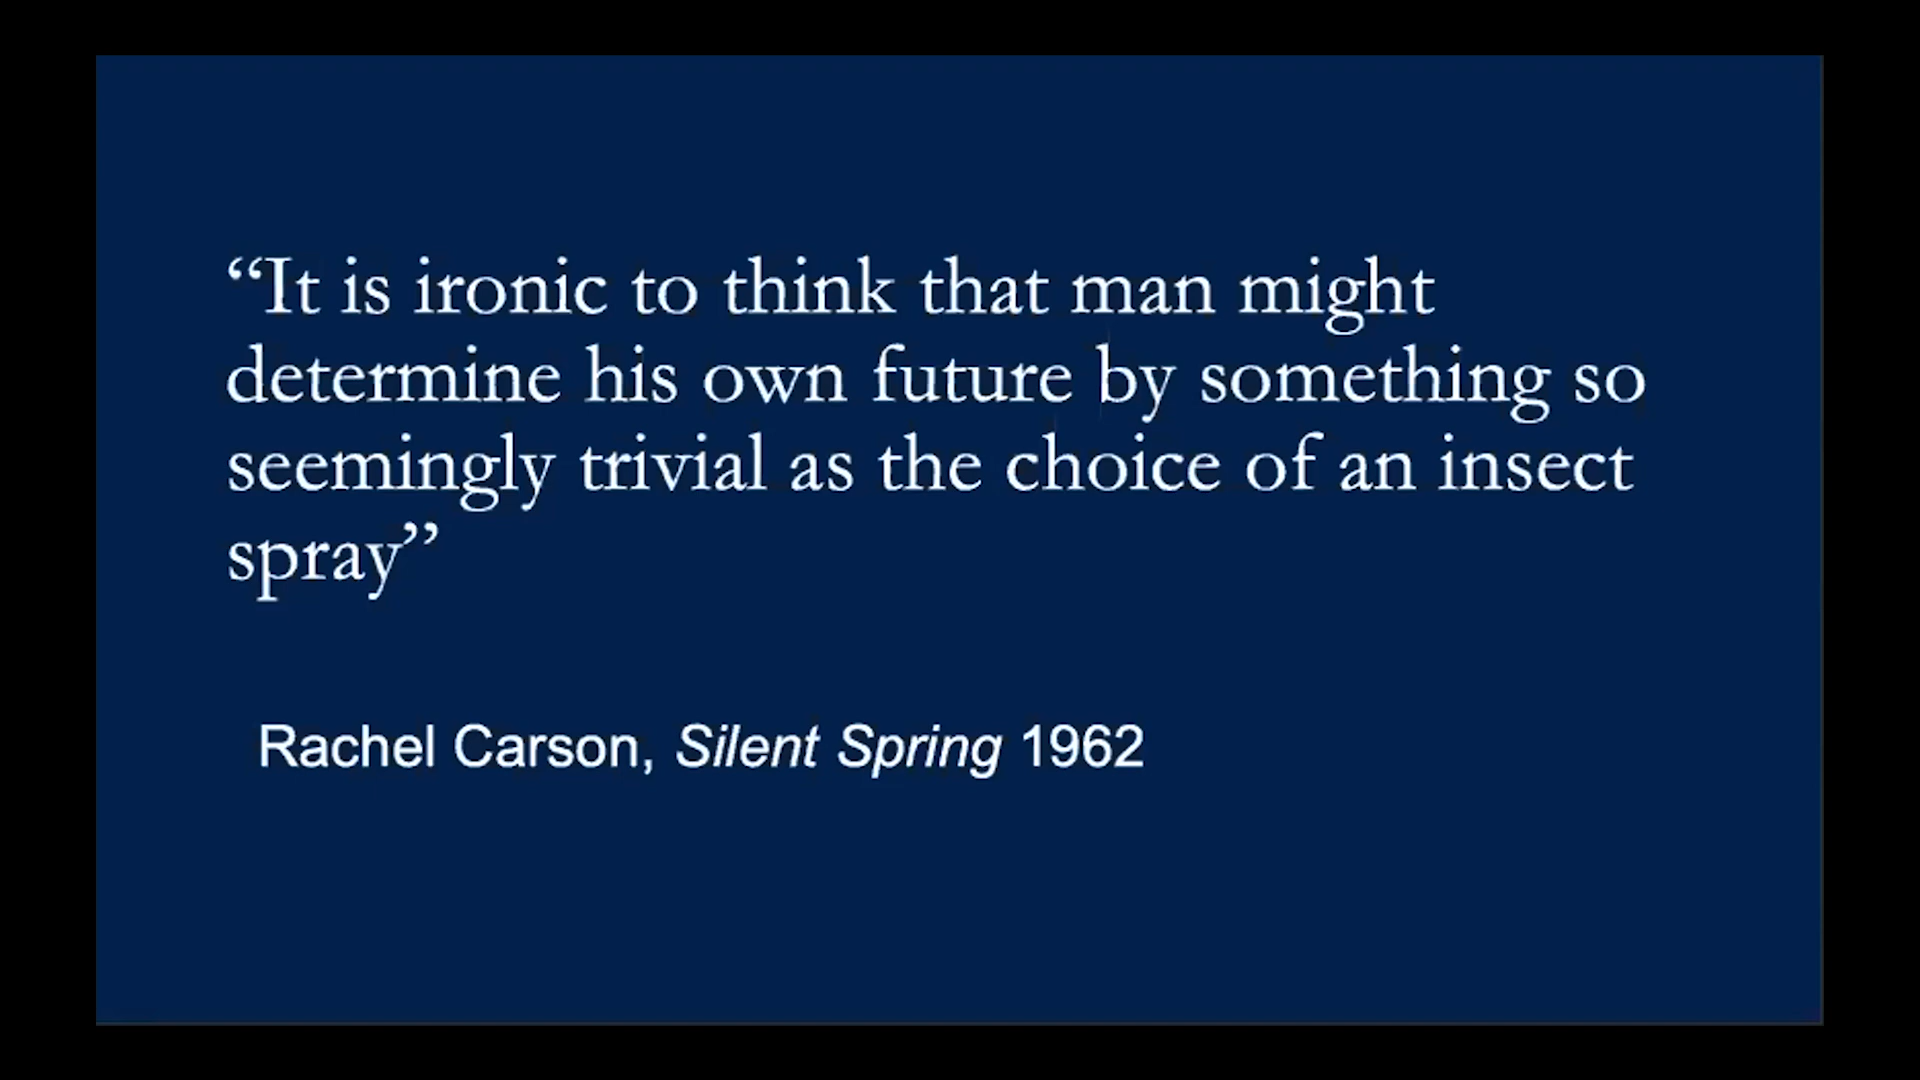 “It is ironic to think that man might
determine his own future by something so
seemingly trivial as the choice of an insect
spray”
Rachel Carson, Silent Spring 1962